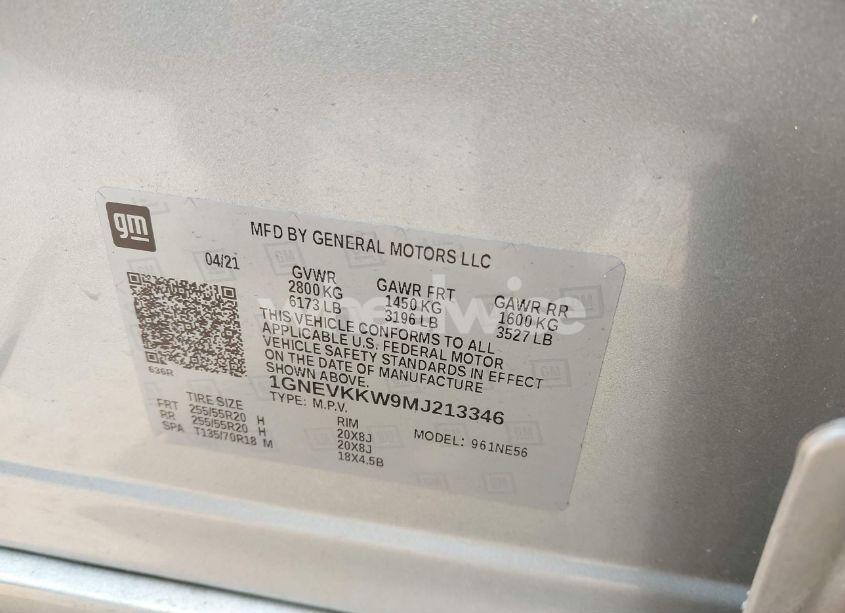 gm
MFD BY GENERAL MOTORS LLC
04/21
GVWR GAWR FRT GAWR RR
2800 KG 1450 KG 1600 KG
6173 LB 3196 LB 3527 LB
THIS VEHICLE CONFORMS TO ALL
APPLICABLE U.S. FEDERAL MOTOR
VEHICLE SAFETY STANDARDS IN EFFECT
ON THE DATE OF MANUFACTURE
SHOWN ABOVE.
636R
1GNEVKKW9MJ213346
TYPE: M.P.V.
MODEL: 961NE56
TIRE SIZE RIM
FRT 255/55R20 H 20X8J
RR 255/55R20 H 20X8J
SPA T135/70R18 M 18X4.5B
wheelwise